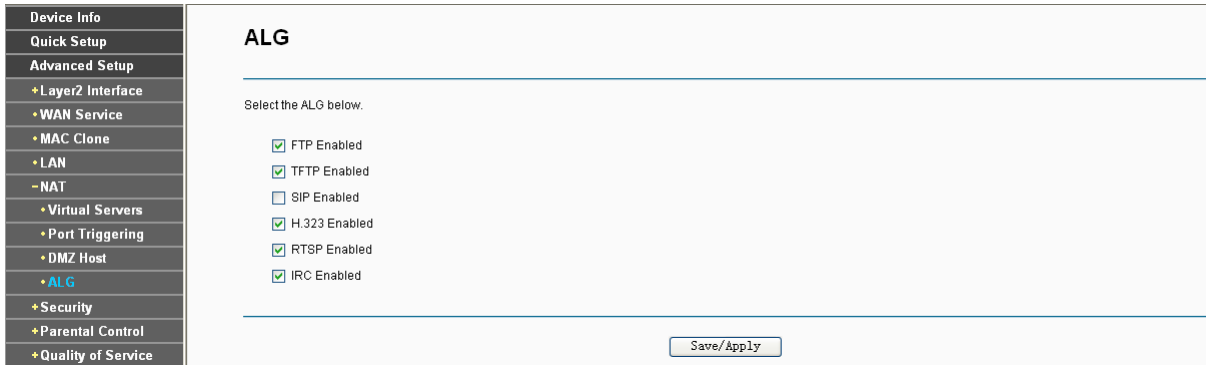 Device Info
Quick Setup
Advanced Setup
+Layer2 Interface
•WAN Service
•MAC Clone
•LAN
−NAT
•Virtual Servers
•Port Triggering
•DMZ Host
•ALG
+Security
+Parental Control
+Quality of Service
ALG
Select the ALG below.
FTP Enabled
TFTP Enabled
SIP Enabled
H.323 Enabled
RTSP Enabled
IRC Enabled
Save/Apply